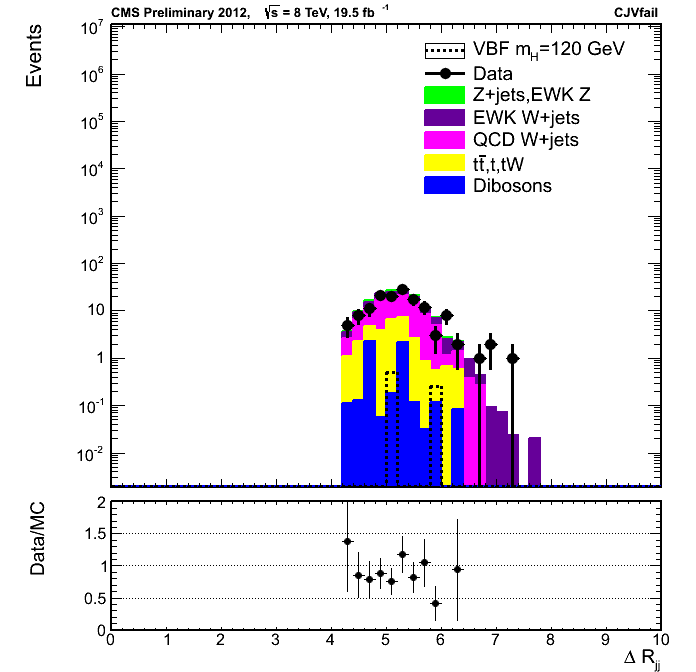 CMS Preliminary 2012, √s = 8 TeV, 19.5 fb⁻¹ CJVfail
Events
10⁷
10⁶
10⁵
10⁴
10³
10²
10
1
10⁻¹
10⁻²
VBF m_H=120 GeV
Data
Z+jets,EWK Z
EWK W+jets
QCD W+jets
tt̄,t,tW
Dibosons
Data/MC
2
1.5
1
0.5
0
0 1 2 3 4 5 6 7 8 9 10
Δ R_jj